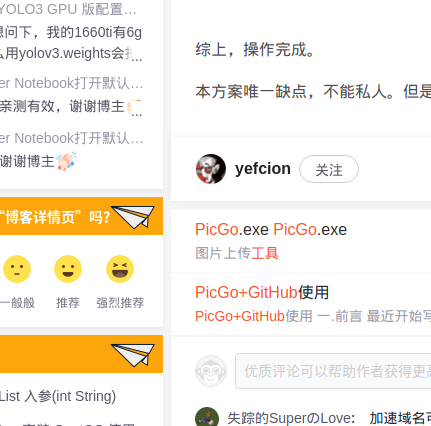 YOLO3 GPU 版配置…
想问下，我的1660ti有6g
用yolov3.weights会
...
er Notebook打开默认…
亲测有效，谢谢博主
...
er Notebook打开默认…
谢谢博主
“博客详情页”吗?
一般般 推荐 强烈推荐
List 入参(int String)
综上，操作完成。
本方案唯一缺点，不能私人。但是
yefcion 关注
PicGo.exe PicGo.exe
图片上传工具
PicGo+GitHub使用
PicGo+GitHub使用 一.前言 最近开始写
优质评论可以帮助作者获得更高
失踪的SuperのLove: 加速域名可